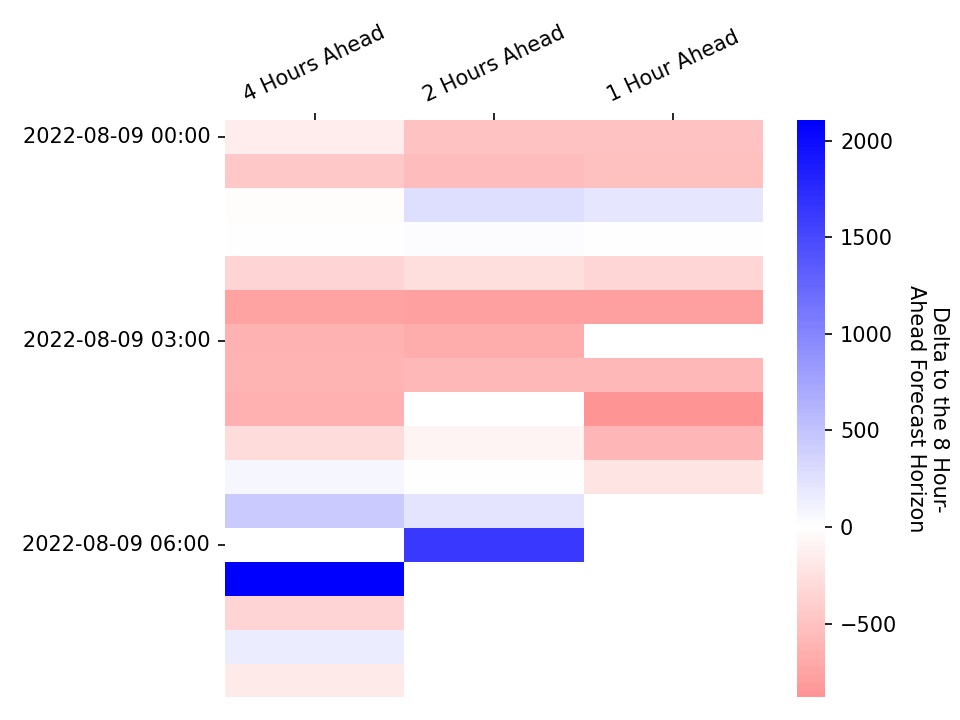 4 Hours Ahead
2 Hours Ahead
1 Hour Ahead
2022-08-09 00:00
2022-08-09 03:00
2022-08-09 06:00
2000
1500
1000
500
0
−500
Delta to the 8 Hour-
Ahead Forecast Horizon